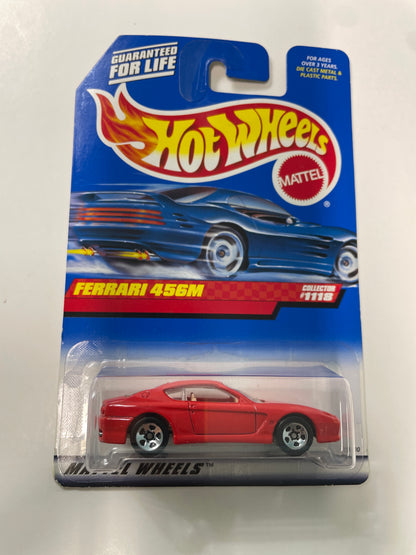 GUARANTEED
FOR LIFE
FOR AGES
OVER 3 YEARS.
DIE CAST METAL &
PLASTIC PARTS.
HOT WHEELS
MATTEL
®
FERRARI 456M
COLLECTOR
#1118
MATTEL WHEELS™